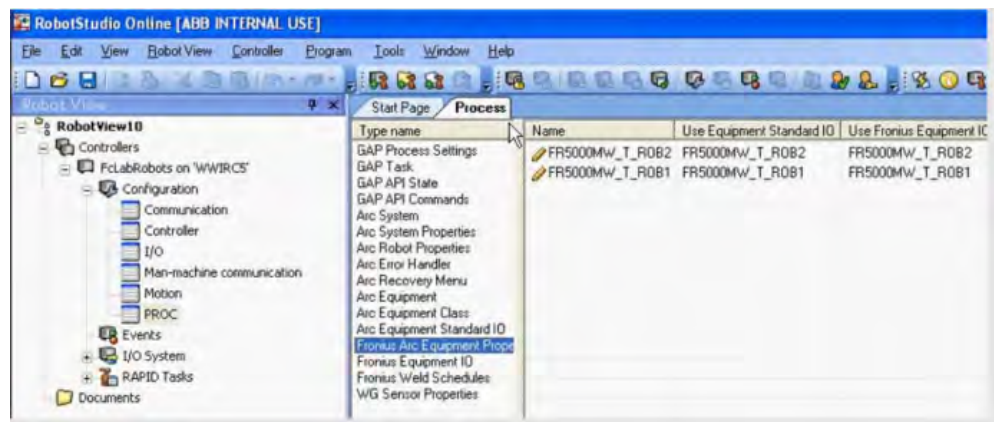 RobotStudio Online [ABB INTERNAL USE]
File Edit View Robot View Controller Program Tools Window Help
Robot View
Start Page Process
RobotView10
Controllers
FcLabRobots on 'WWIRC5'
Configuration
Communication
Controller
I/O
Man-machine communication
Motion
PROC
Events
I/O System
RAPID Tasks
Documents
Type name
GAP Process Settings
GAP Task
GAP API State
GAP API Commands
Arc System
Arc System Properties
Arc Robot Properties
Arc Error Handler
Arc Recovery Menu
Arc Equipment
Arc Equipment Class
Arc Equipment Standard IO
Fronius Arc Equipment Prope
Fronius Equipment IO
Fronius Weld Schedules
WG Sensor Properties
Name Use Equipment Standard IO Use Fronius Equipment IO
FR5000MW_T_ROB2 FR5000MW_T_ROB2 FR5000MW_T_ROB2
FR5000MW_T_ROB1 FR5000MW_T_ROB1 FR5000MW_T_ROB1